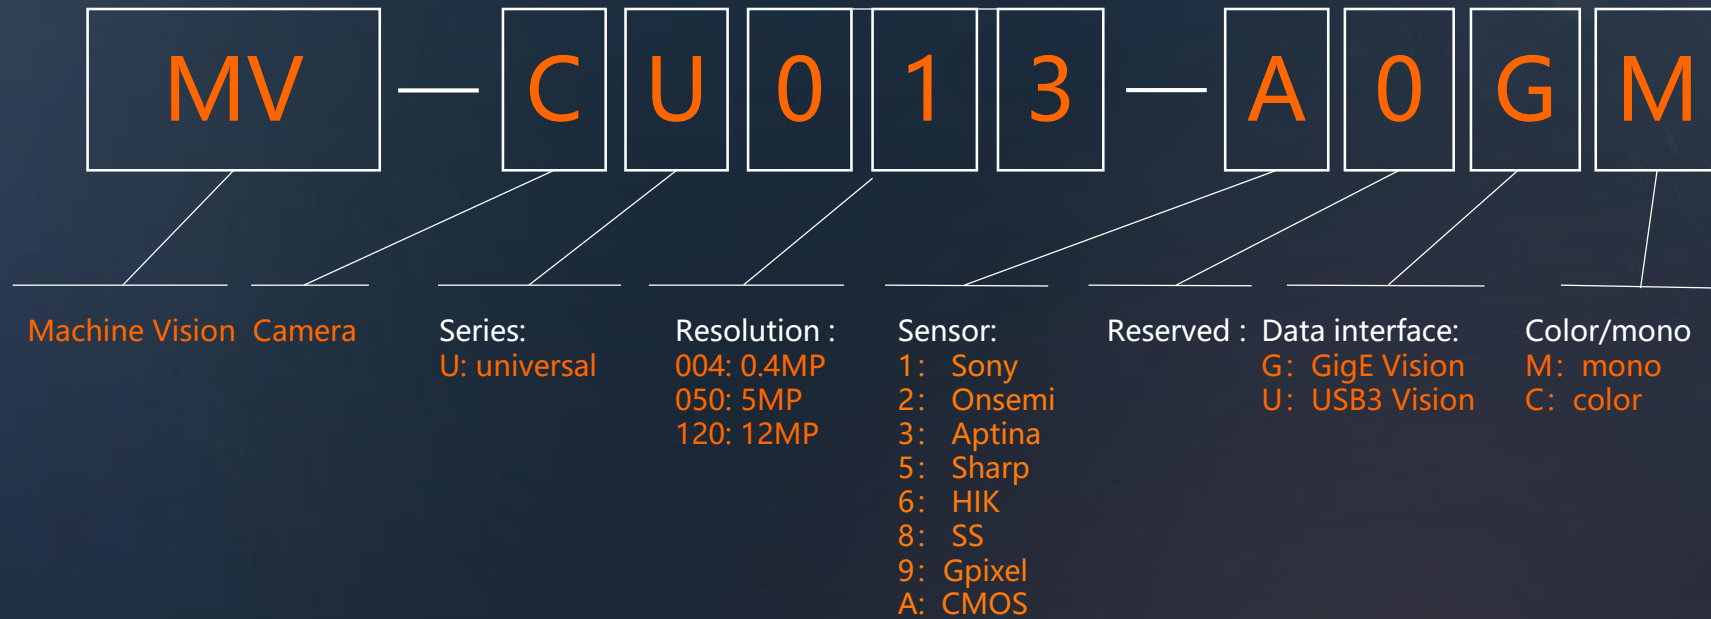 MV — C U 0 1 3 — A 0 G M
Machine Vision
Camera
Series:
U: universal
Resolution :
004: 0.4MP
050: 5MP
120: 12MP
Sensor:
1: Sony
2: Onsemi
3: Aptina
5: Sharp
6: HIK
8: SS
9: Gpixel
A: CMOS
Reserved :
Data interface:
G: GigE Vision
U: USB3 Vision
Color/mono
M: mono
C: color